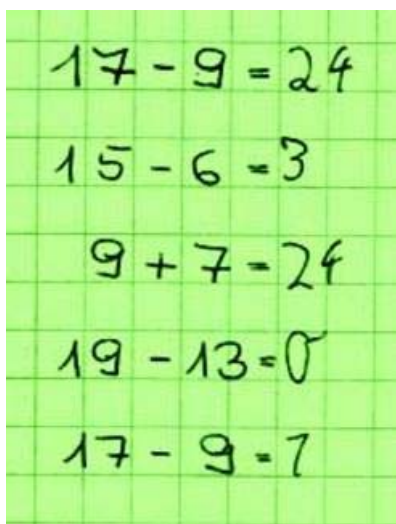 17 - 9 = 24
15 - 6 = 3
9 + 7 = 24
19 - 13 = 0
17 - 9 = 7